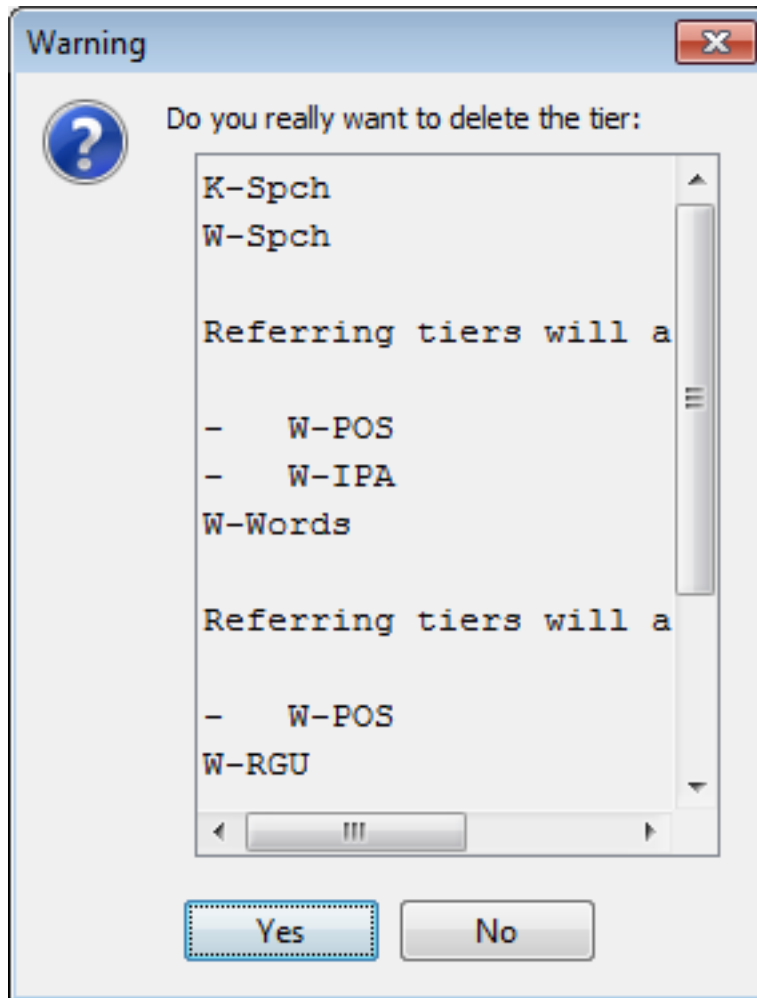 Warning
Do you really want to delete the tier:
K-Spch
W-Spch
Referring tiers will a
-   W-POS
-   W-IPA
W-Words
Referring tiers will a
-   W-POS
W-RGU
Yes
No